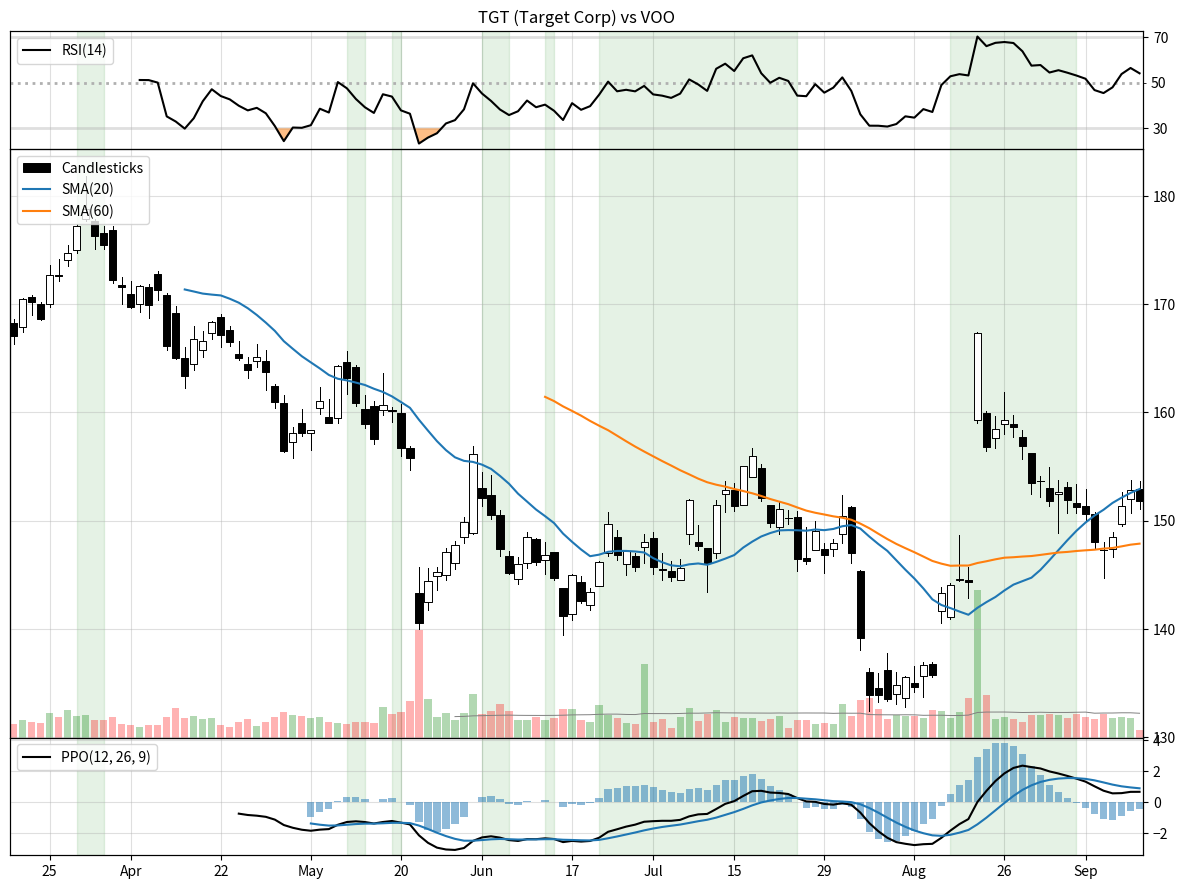 TGT (Target Corp) vs VOO
RSI(14)
70
50
30
Candlesticks
SMA(20)
SMA(60)
180
170
160
150
140
130
PPO(12, 26, 9)
4
2
0
−2
25
Apr
22
May
20
Jun
17
Jul
15
29
Aug
26
Sep